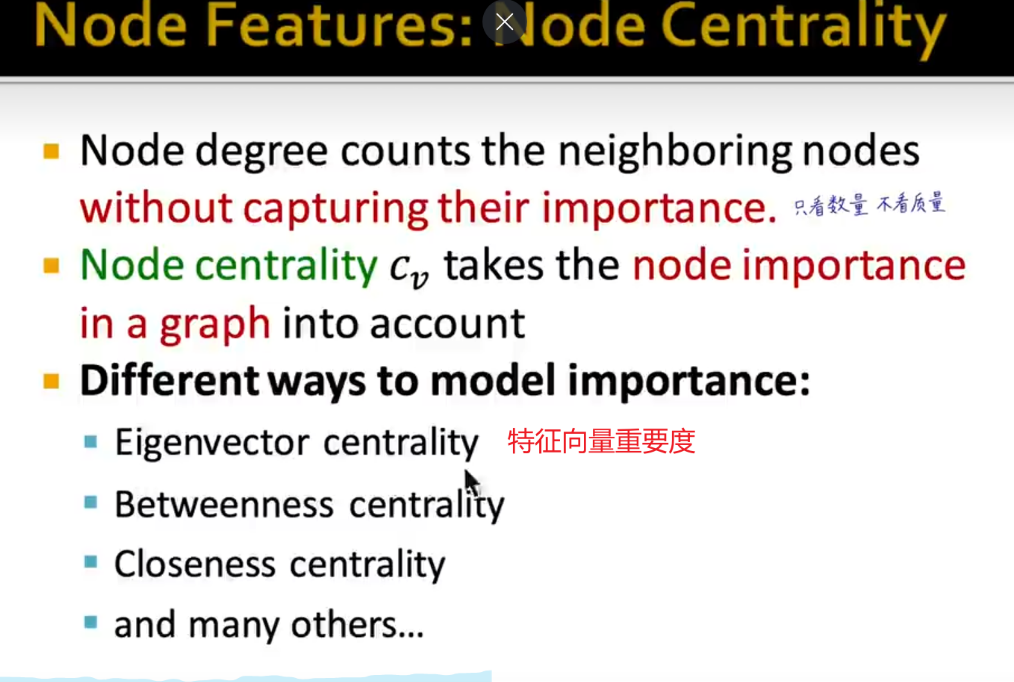 Node Features: Node Centrality
Node degree counts the neighboring nodes
without capturing their importance. 只看数量 不看质量
Node centrality c_v takes the node importance
in a graph into account
Different ways to model importance:
Eigenvector centrality 特征向量重要度
Betweenness centrality
Closeness centrality
and many others...